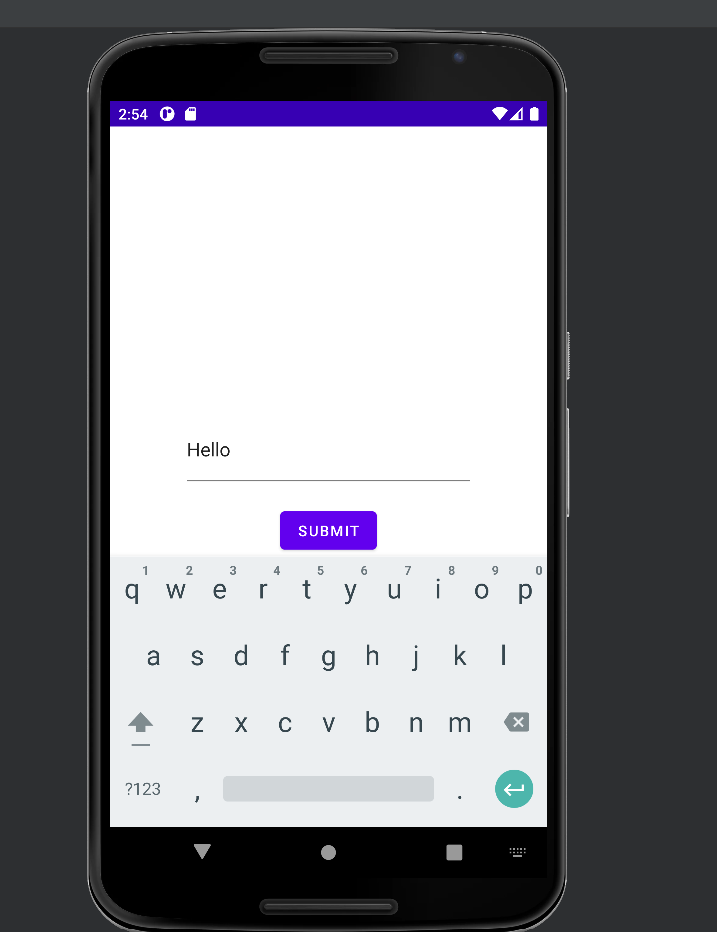 2:54
Hello
SUBMIT
1 2 3 4 5 6 7 8 9 0
q w e r t y u i o p
a s d f g h j k l
z x c v b n m
?123 , .